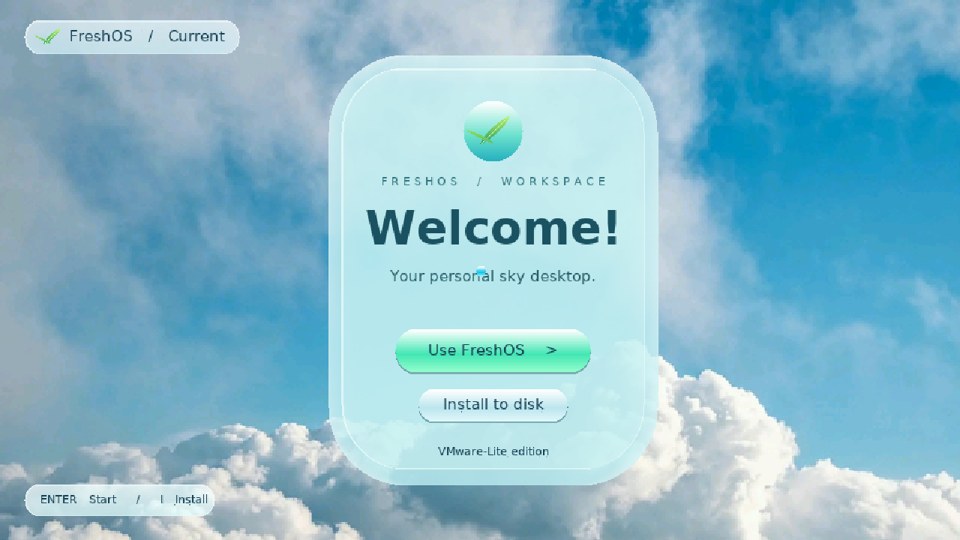 FreshOS / Current
FRESHOS / WORKSPACE
Welcome!
Your personal sky desktop.
Use FreshOS >
Install to disk
VMware-Lite edition
ENTER Start / I Install